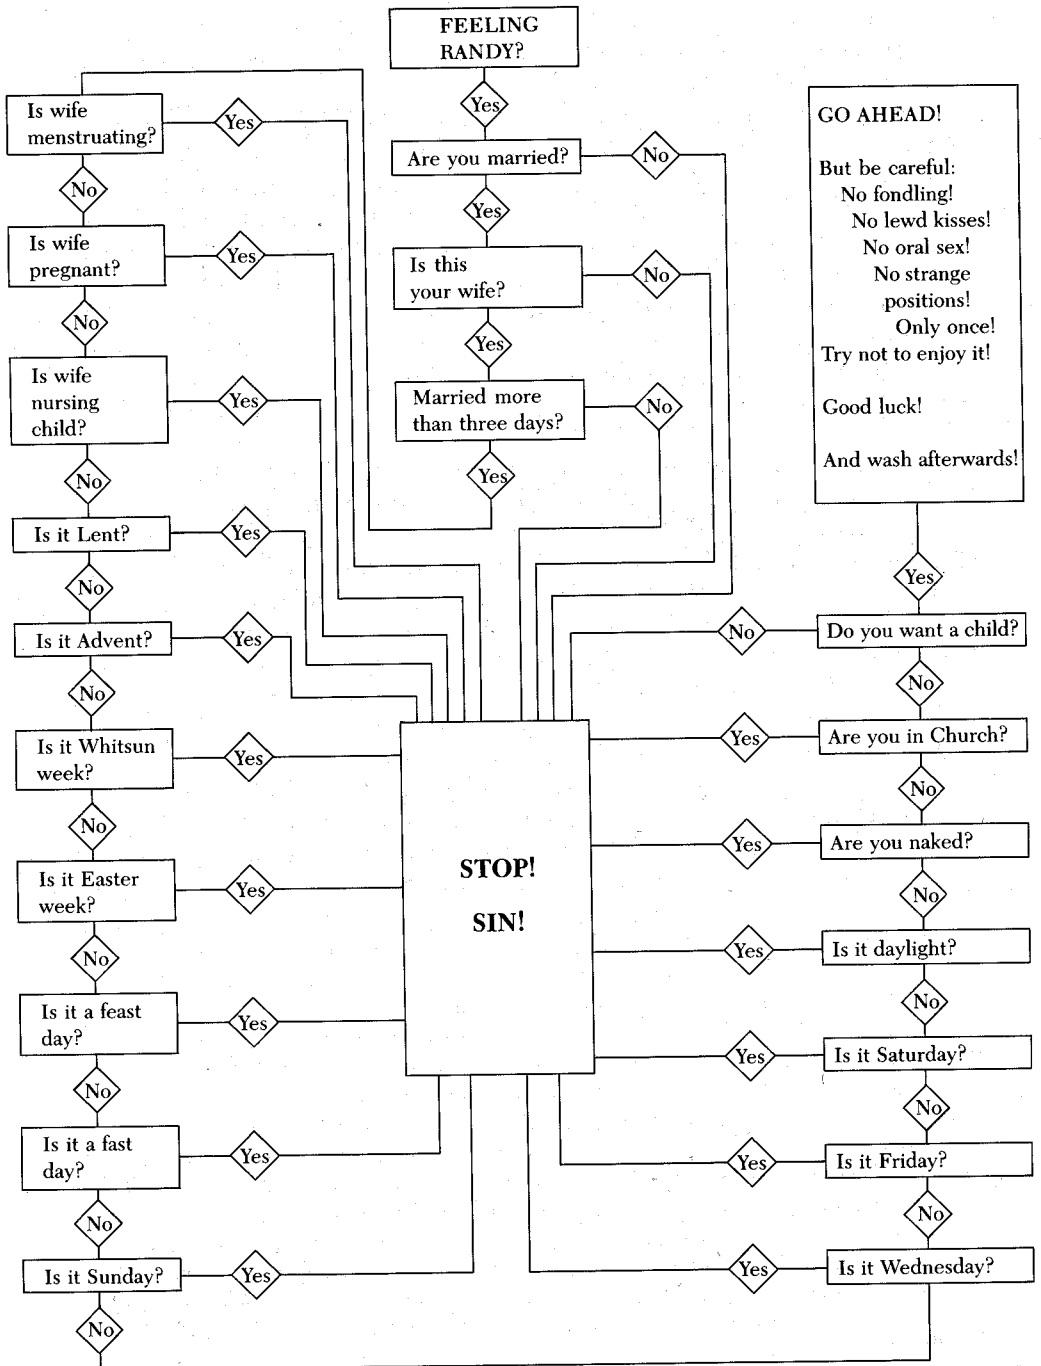 FEELING
RANDY?
Yes
Are you married?
No
Yes
Is this
your wife?
No
Yes
Married more
than three days?
No
Yes
Is wife
menstruating?
Yes
No
Is wife
pregnant?
Yes
No
Is wife
nursing
child?
Yes
No
Is it Lent?
Yes
No
Is it Advent?
Yes
No
Is it Whitsun
week?
Yes
No
Is it Easter
week?
Yes
No
Is it a feast
day?
Yes
No
Is it a fast
day?
Yes
No
Is it Sunday?
Yes
No
STOP!
SIN!
GO AHEAD!
But be careful:
No fondling!
No lewd kisses!
No oral sex!
No strange
positions!
Only once!
Try not to enjoy it!
Good luck!
And wash afterwards!
Yes
No
Do you want a child?
No
Yes
Are you in Church?
No
Yes
Are you naked?
No
Yes
Is it daylight?
No
Yes
Is it Saturday?
No
Yes
Is it Friday?
No
Yes
Is it Wednesday?